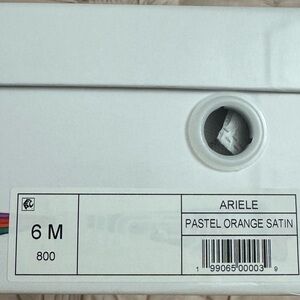 6 M
800
ARIELE
PASTEL ORANGE SATIN
1 99065 00003 9